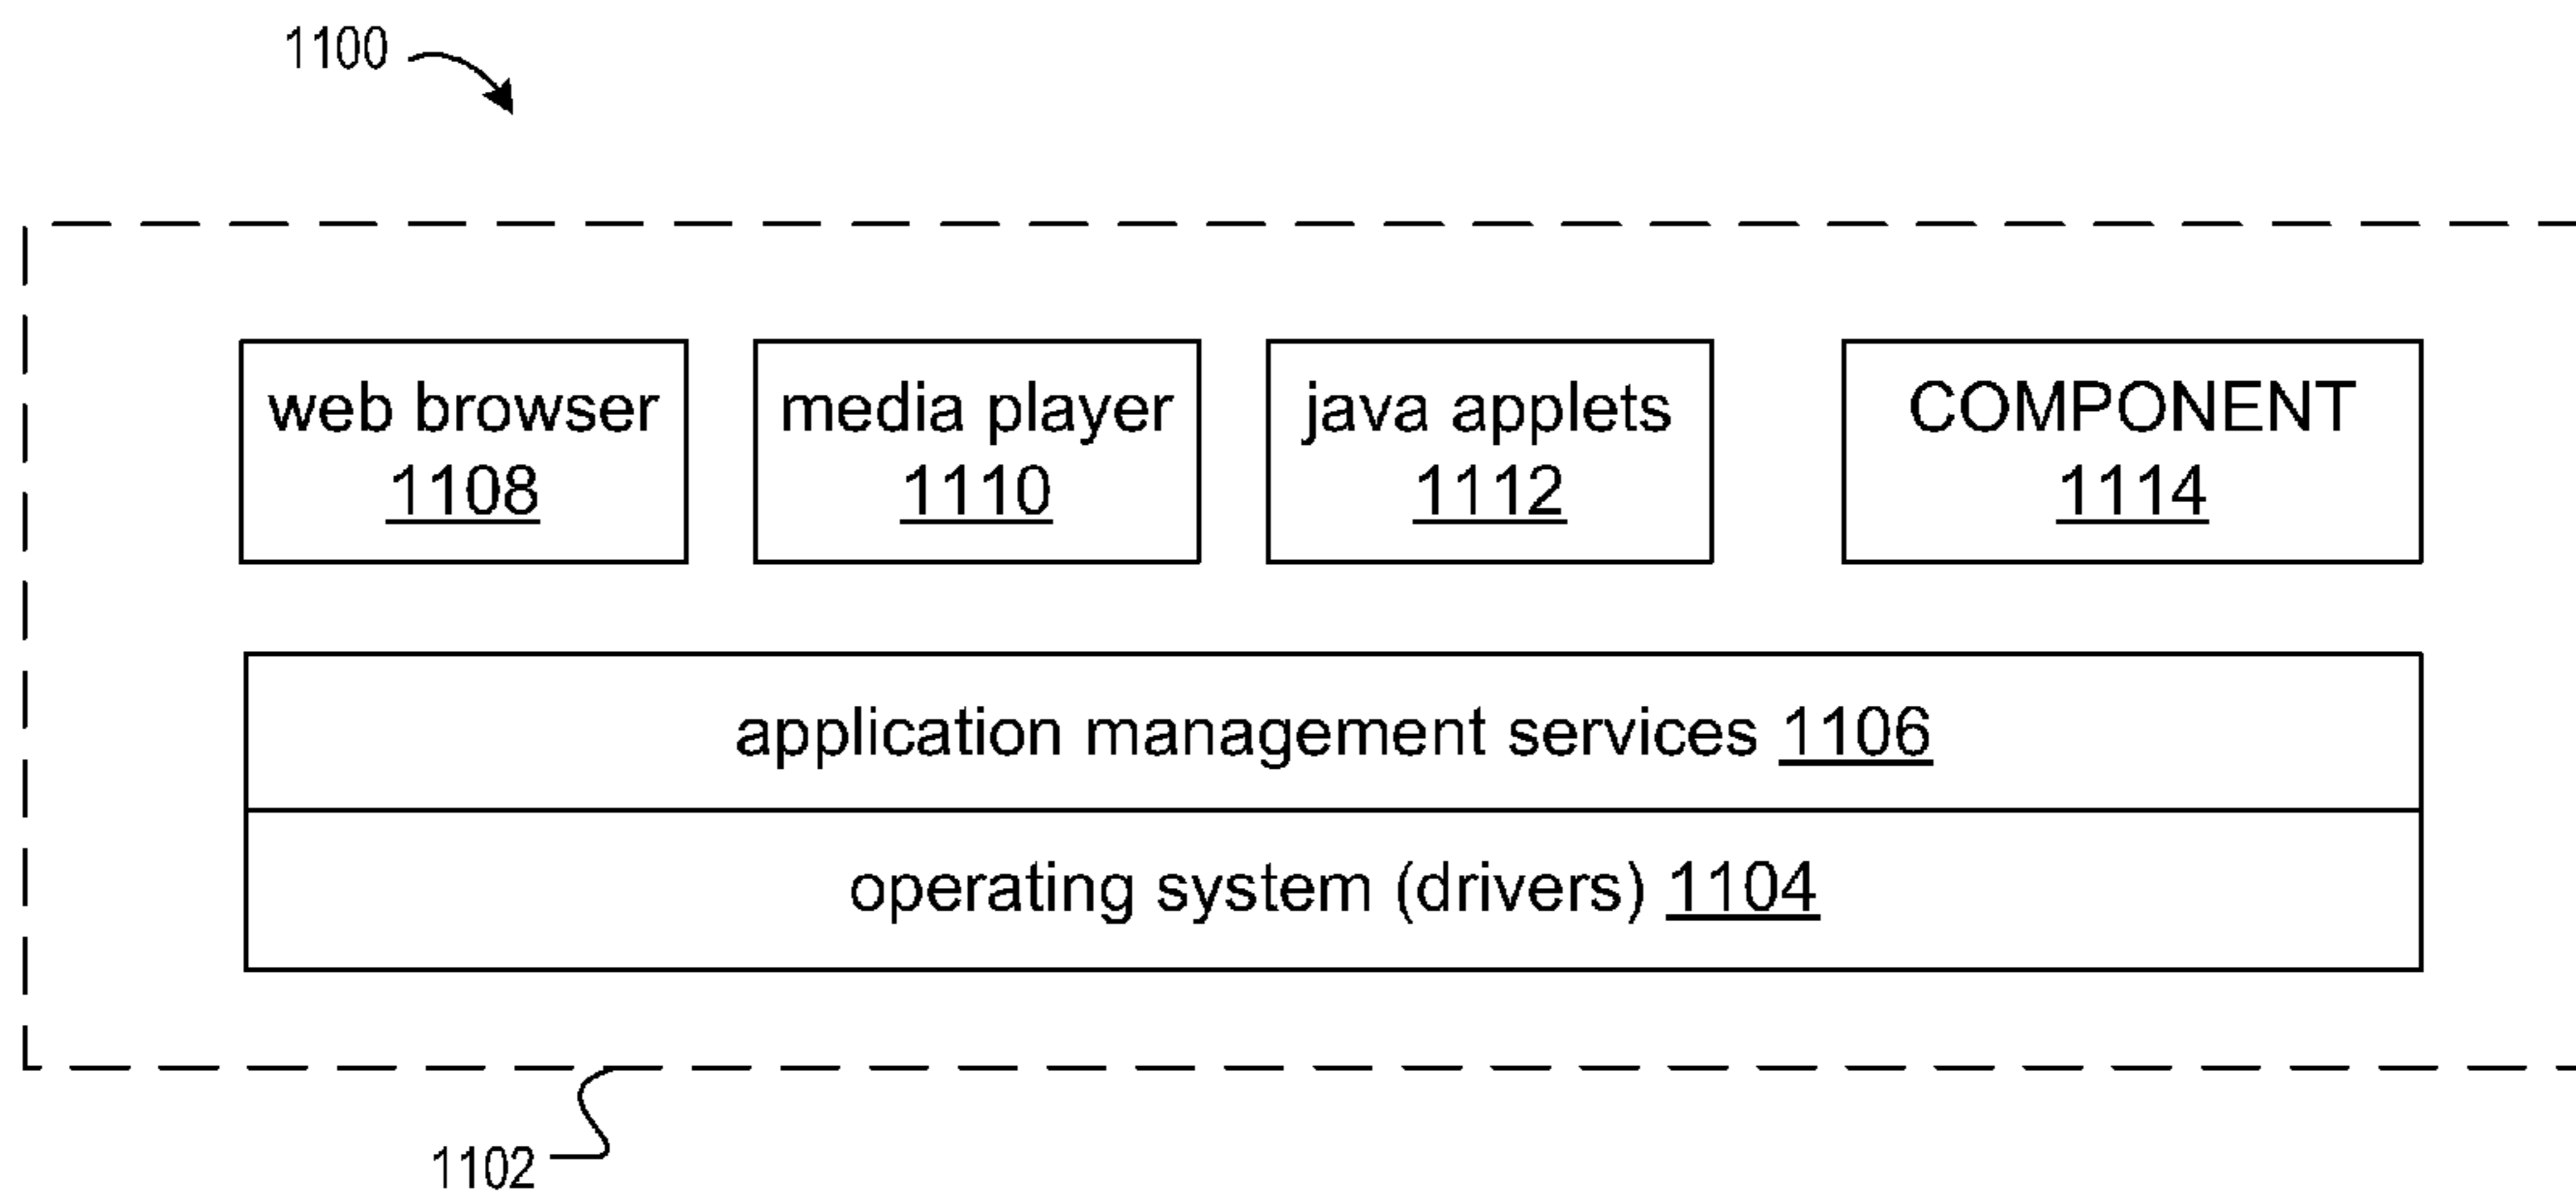 1100
web browser
1108
media player
1110
java applets
1112
COMPONENT
1114
application management services 1106
operating system (drivers) 1104
1102